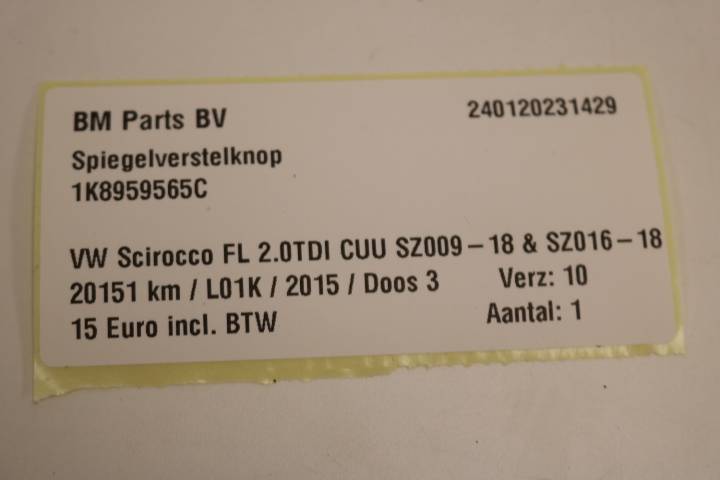 BM Parts BV 240120231429
Spiegelverstelknop
1K8959565C
VW Scirocco FL 2.0TDI CUU SZ009 – 18 & SZ016 – 18
20151 km / L01K / 2015 / Doos 3 Verz: 10
15 Euro incl. BTW Aantal: 1